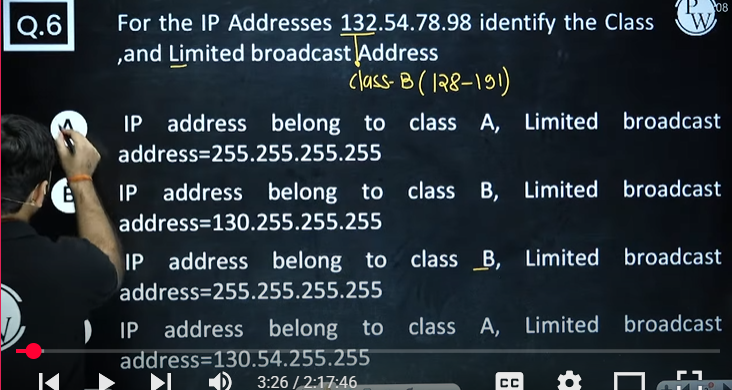 Q.6
For the IP Addresses 132.54.78.98 identify the Class
,and Limited broadcast Address
class-B (128-191)
A
IP address belong to class A, Limited broadcast
address=255.255.255.255
B
IP address belong to class B, Limited broadcast
address=130.255.255.255
IP address belong to class B, Limited broadcast
address=255.255.255.255
IP address belong to class A, Limited broadcast
address=130.54.255.255
P
W
08
3:26 / 2:17:46
CC